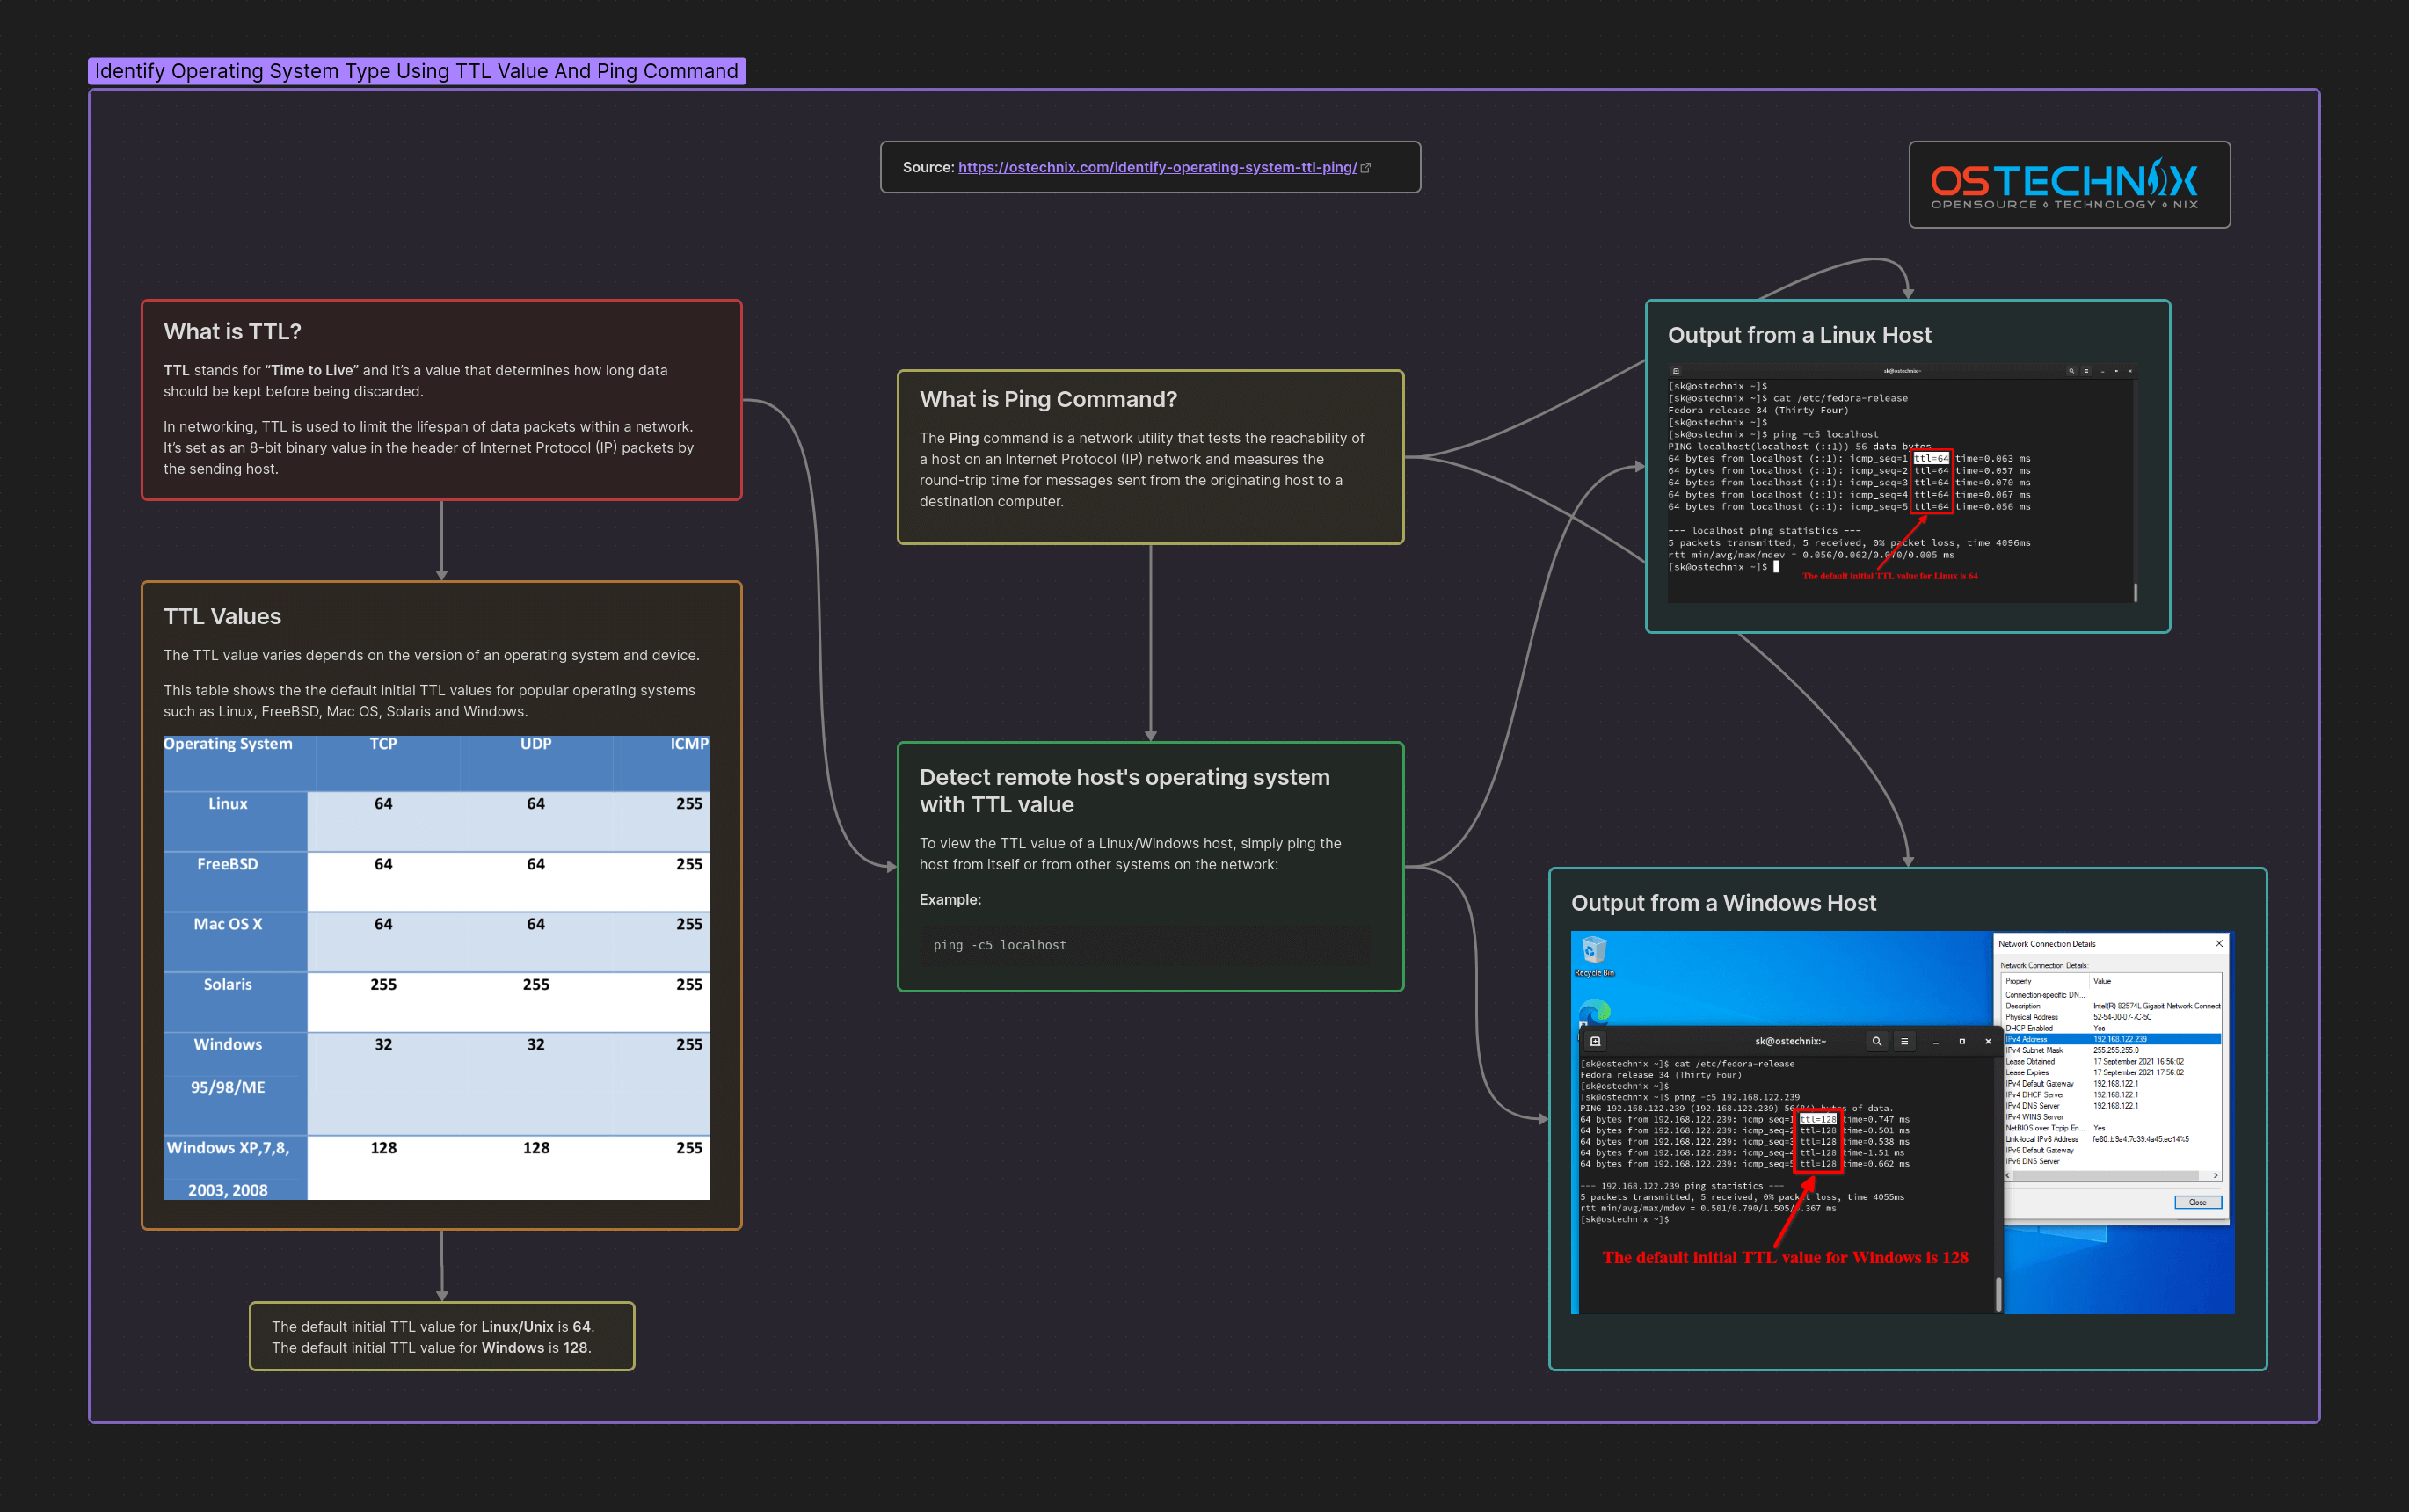 Identify Operating System Type Using TTL Value And Ping Command
Source: https://ostechnix.com/identify-operating-system-ttl-ping/
OSTECHNIX
OPENSOURCE ◊ TECHNOLOGY ◊ NIX
What is TTL?
TTL stands for “Time to Live” and it’s a value that determines how long data
should be kept before being discarded.
In networking, TTL is used to limit the lifespan of data packets within a network.
It’s set as an 8-bit binary value in the header of Internet Protocol (IP) packets by
the sending host.
TTL Values
The TTL value varies depends on the version of an operating system and device.
This table shows the the default initial TTL values for popular operating systems
such as Linux, FreeBSD, Mac OS, Solaris and Windows.
Operating System TCP UDP ICMP
Linux 64 64 255
FreeBSD 64 64 255
Mac OS X 64 64 255
Solaris 255 255 255
Windows 32 32 255
95/98/ME
Windows XP,7,8, 128 128 255
2003, 2008
The default initial TTL value for Linux/Unix is 64.
The default initial TTL value for Windows is 128.
What is Ping Command?
The Ping command is a network utility that tests the reachability of
a host on an Internet Protocol (IP) network and measures the
round-trip time for messages sent from the originating host to a
destination computer.
Detect remote host's operating system
with TTL value
To view the TTL value of a Linux/Windows host, simply ping the
host from itself or from other systems on the network:
Example:
ping -c5 localhost
Output from a Linux Host
sk@ostechnix:~
[sk@ostechnix ~]$
[sk@ostechnix ~]$ cat /etc/fedora-release
Fedora release 34 (Thirty Four)
[sk@ostechnix ~]$
[sk@ostechnix ~]$ ping -c5 localhost
PING localhost(localhost (::1)) 56 data bytes
64 bytes from localhost (::1): icmp_seq=1 ttl=64 time=0.063 ms
64 bytes from localhost (::1): icmp_seq=2 ttl=64 time=0.057 ms
64 bytes from localhost (::1): icmp_seq=3 ttl=64 time=0.070 ms
64 bytes from localhost (::1): icmp_seq=4 ttl=64 time=0.067 ms
64 bytes from localhost (::1): icmp_seq=5 ttl=64 time=0.056 ms
--- localhost ping statistics ---
5 packets transmitted, 5 received, 0% packet loss, time 4096ms
rtt min/avg/max/mdev = 0.056/0.062/0.070/0.005 ms
[sk@ostechnix ~]$
The default initial TTL value for Linux is 64
Output from a Windows Host
Recycle Bin
sk@ostechnix:~
[sk@ostechnix ~]$ cat /etc/fedora-release
Fedora release 34 (Thirty Four)
[sk@ostechnix ~]$
[sk@ostechnix ~]$ ping -c5 192.168.122.239
PING 192.168.122.239 (192.168.122.239) 56(84) bytes of data.
64 bytes from 192.168.122.239: icmp_seq=1 ttl=128 time=0.747 ms
64 bytes from 192.168.122.239: icmp_seq=2 ttl=128 time=0.501 ms
64 bytes from 192.168.122.239: icmp_seq=3 ttl=128 time=0.538 ms
64 bytes from 192.168.122.239: icmp_seq=4 ttl=128 time=1.51 ms
64 bytes from 192.168.122.239: icmp_seq=5 ttl=128 time=0.662 ms
--- 192.168.122.239 ping statistics ---
5 packets transmitted, 5 received, 0% packet loss, time 4055ms
rtt min/avg/max/mdev = 0.501/0.790/1.505/0.367 ms
[sk@ostechnix ~]$
The default initial TTL value for Windows is 128
Network Connection Details
Network Connection Details:
Property Value
Connection-specific DN...
Description Intel(R) 82574L Gigabit Network Connect
Physical Address 52-54-00-07-7C-5C
DHCP Enabled Yes
IPv4 Address 192.168.122.239
IPv4 Subnet Mask 255.255.255.0
Lease Obtained 17 September 2021 16:56:02
Lease Expires 17 September 2021 17:56:02
IPv4 Default Gateway 192.168.122.1
IPv4 DHCP Server 192.168.122.1
IPv4 DNS Server 192.168.122.1
IPv4 WINS Server
NetBIOS over Tcpip En... Yes
Link-local IPv6 Address fe80::b9a4:7c39:4a45:ec14%5
IPv6 Default Gateway
IPv6 DNS Server
Close